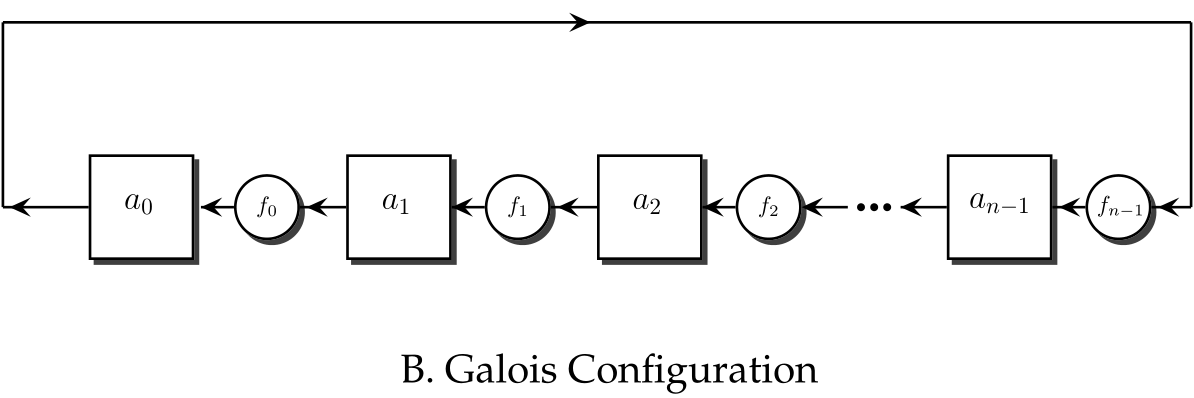 a₀ f₀ a₁ f₁ a₂ f₂ ••• aₙ₋₁ fₙ₋₁
B. Galois Configuration